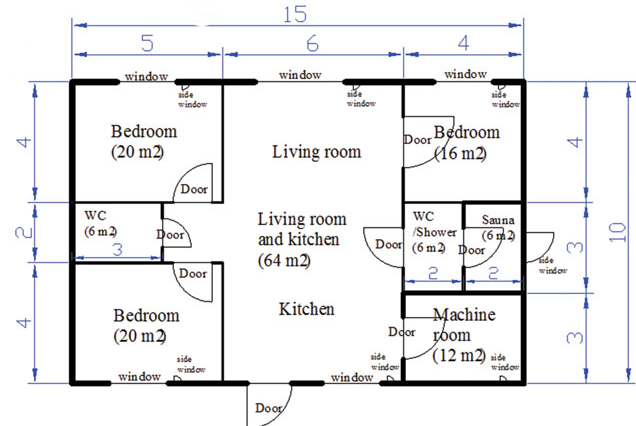 15
5 6 4
window window window
side window
side window
side window
4
Bedroom
(20 m2)
Door
Living room
Door
Bedroom
(16 m2)
4
10
2
WC
(6 m2)
3
Door
Living room
and kitchen
(64 m2)
Door
WC
/Shower
(6 m2)
2
Door
Sauna
(6 m2)
2
side
window
3
4
Door
Bedroom
(20 m2)
side
window
Kitchen
Door
Machine
room
(12 m2)
side
window
side
window
3
window window
Door